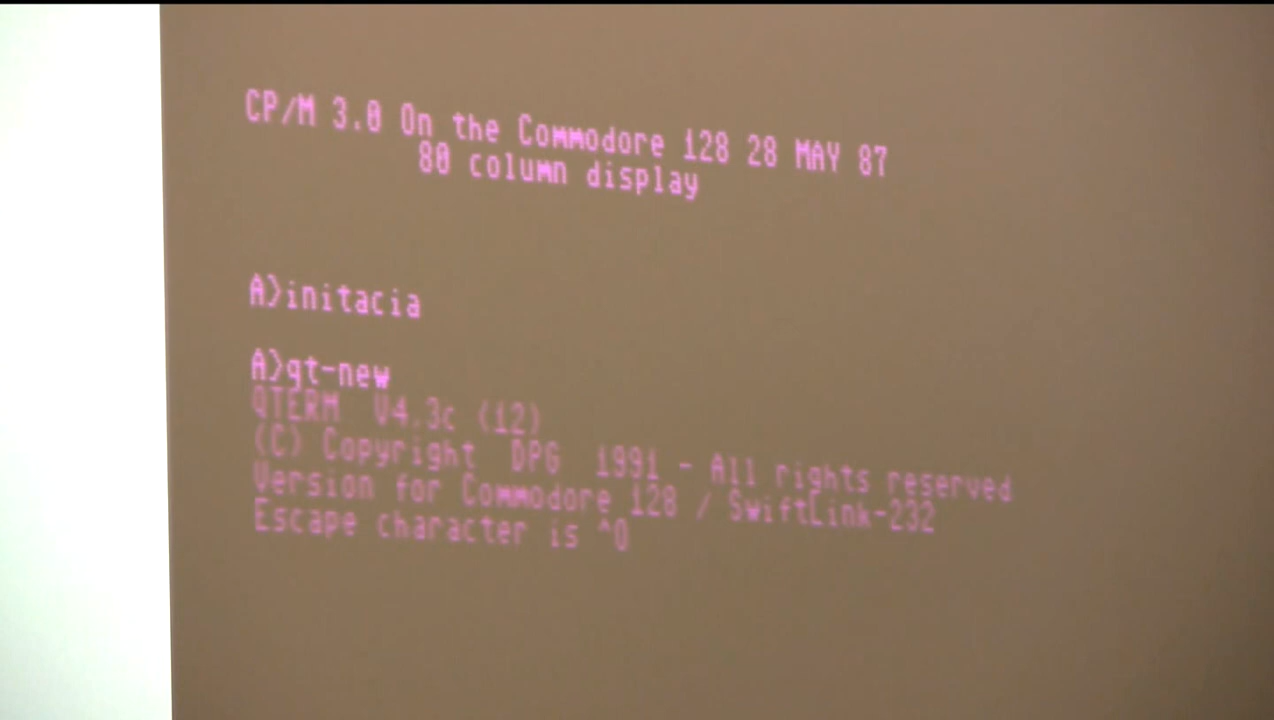 CP/M 3.0 On the Commodore 128 28 MAY 87
80 column display
A>initacia
A>qt-new
QTERM V4.3c (12)
(C) Copyright DPG 1991 - All rights reserved
Version for Commodore 128 / SwiftLink-232
Escape character is